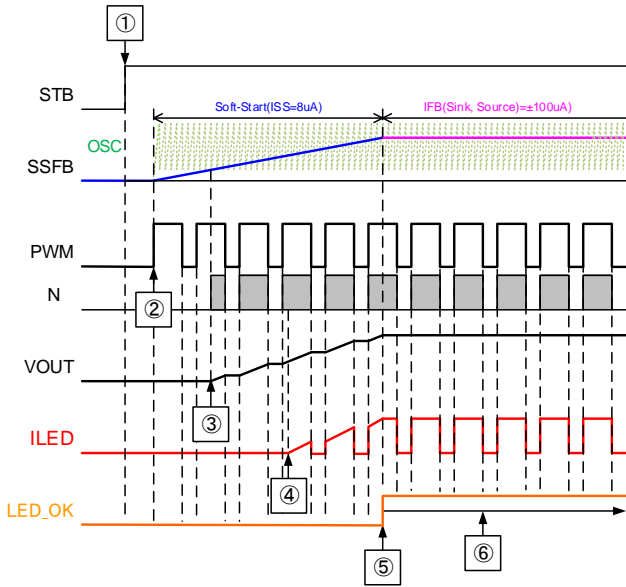 ①
STB
Soft-Start(ISS=8uA)
IFB(Sink, Source)=±100uA)
OSC
SSFB
PWM
N
②
VOUT
③
ILED
④
LED_OK
⑤
⑥